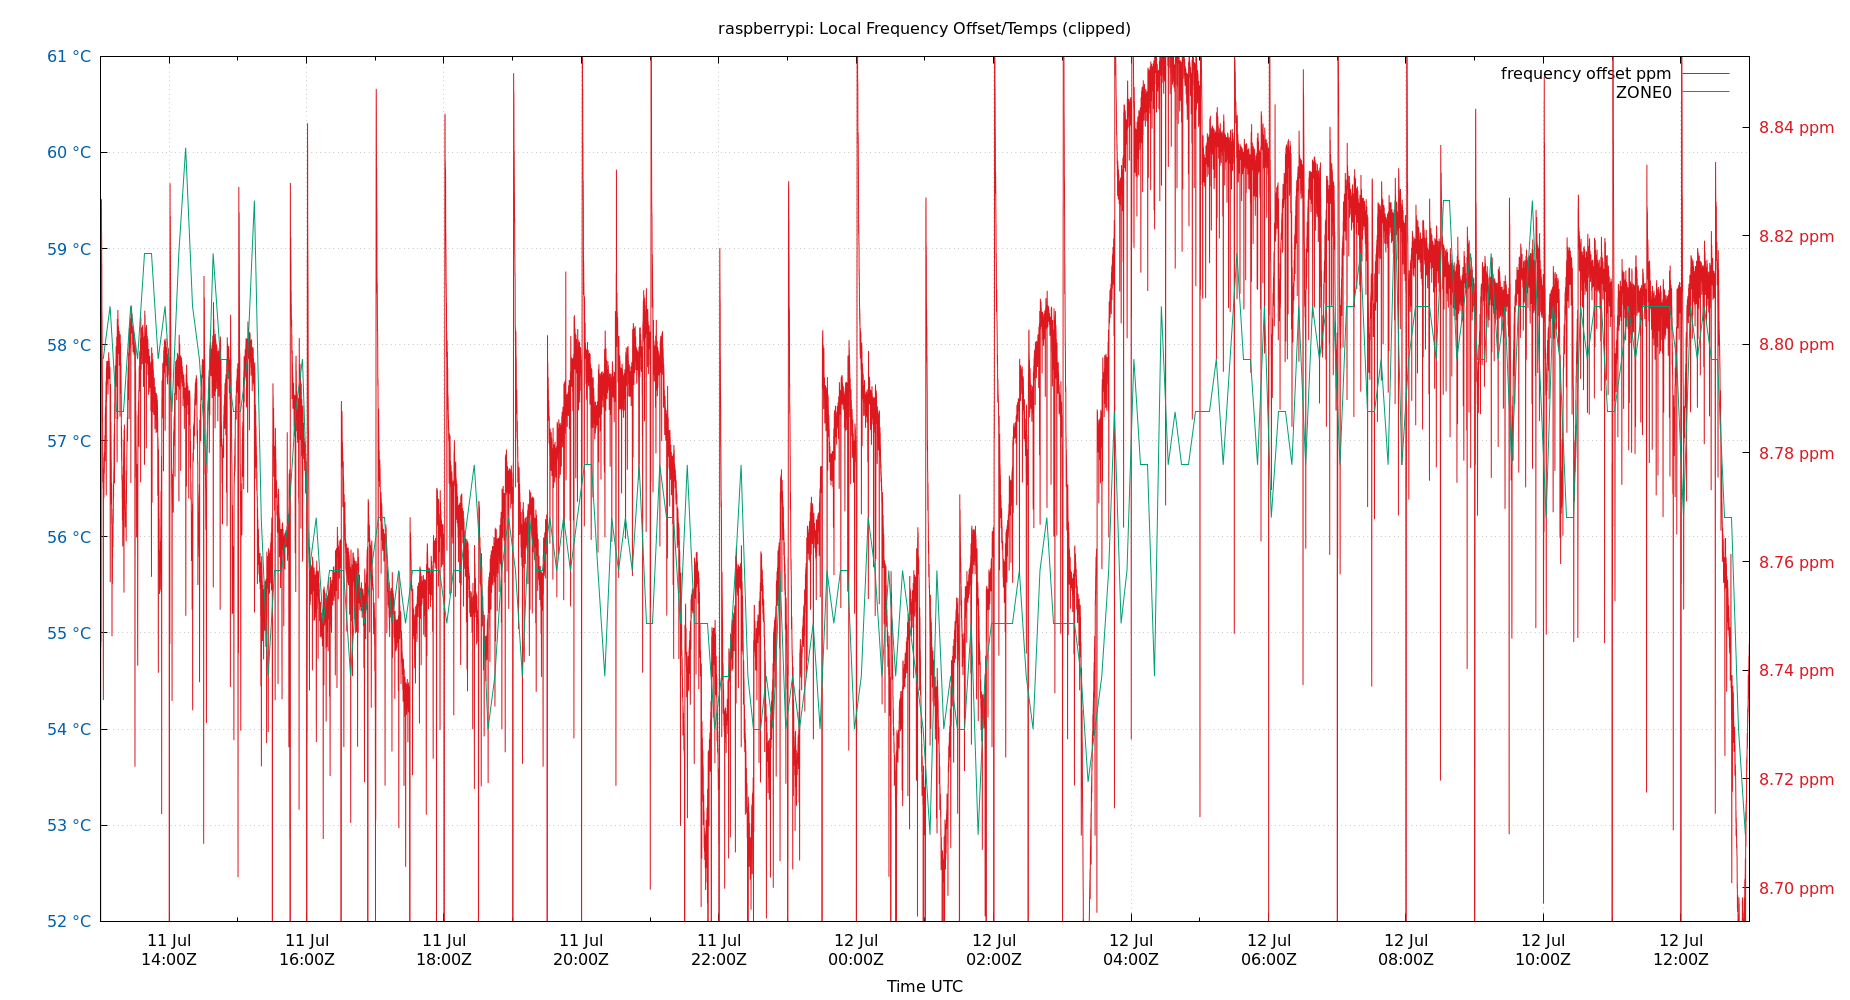 raspberrypi: Local Frequency Offset/Temps (clipped)
frequency offset ppm
ZONE0
61 °C
60 °C
59 °C
58 °C
57 °C
56 °C
55 °C
54 °C
53 °C
52 °C
8.84 ppm
8.82 ppm
8.80 ppm
8.78 ppm
8.76 ppm
8.74 ppm
8.72 ppm
8.70 ppm
11 Jul
14:00Z
11 Jul
16:00Z
11 Jul
18:00Z
11 Jul
20:00Z
11 Jul
22:00Z
12 Jul
00:00Z
12 Jul
02:00Z
12 Jul
04:00Z
12 Jul
06:00Z
12 Jul
08:00Z
12 Jul
10:00Z
12 Jul
12:00Z
Time UTC